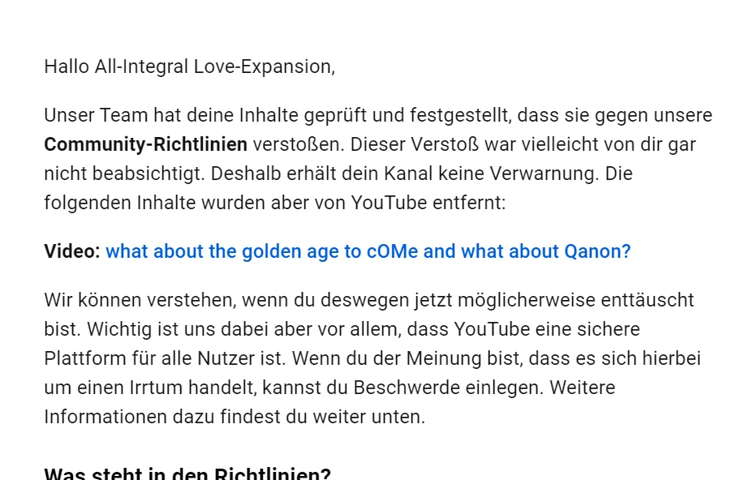 Hallo All-Integral Love-Expansion,
Unser Team hat deine Inhalte geprüft und festgestellt, dass sie gegen unsere
Community-Richtlinien verstoßen. Dieser Verstoß war vielleicht von dir gar
nicht beabsichtigt. Deshalb erhält dein Kanal keine Verwarnung. Die
folgenden Inhalte wurden aber von YouTube entfernt:
Video: what about the golden age to cOMe and what about Qanon?
Wir können verstehen, wenn du deswegen jetzt möglicherweise enttäuscht
bist. Wichtig ist uns dabei aber vor allem, dass YouTube eine sichere
Plattform für alle Nutzer ist. Wenn du der Meinung bist, dass es sich hierbei
um einen Irrtum handelt, kannst du Beschwerde einlegen. Weitere
Informationen dazu findest du weiter unten.
Was steht in den Richtlinien?